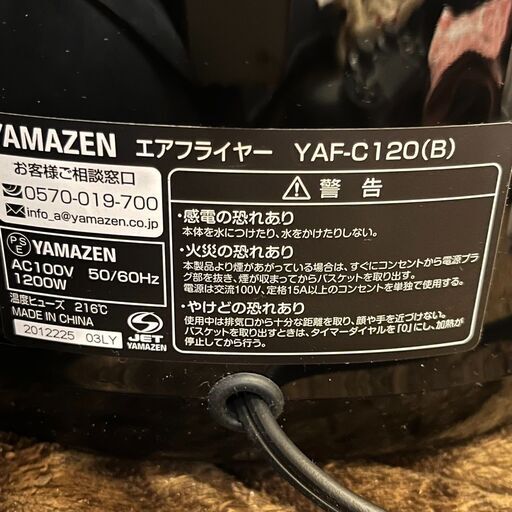 YAMAZEN エアフライヤー YAF-C120(B)
お客様ご相談窓口
0570-019-700
info_a@yamazen.co.jp
PSE YAMAZEN
AC100V 50/60Hz
1200W
温度ヒューズ 216℃
MADE IN CHINA
2012225 03LY
JET
YAMAZEN
警告
・感電の恐れあり
本体を水につけたり、水をかけたりしない。
・火災の恐れあり
本製品より煙があがっている場合は、すぐにコンセントから電源プラ
グ部を抜き、煙が収まってからバスケットを取り出す。
電源は交流100V、定格15A以上のコンセントを単独で使用する。
・やけどの恐れあり
使用中は排気口から十分な距離を取り、顔や手を近づけない。
バスケットを取り出すときは、タイマーダイヤルを「0」にし、加熱が
停止してから行う。